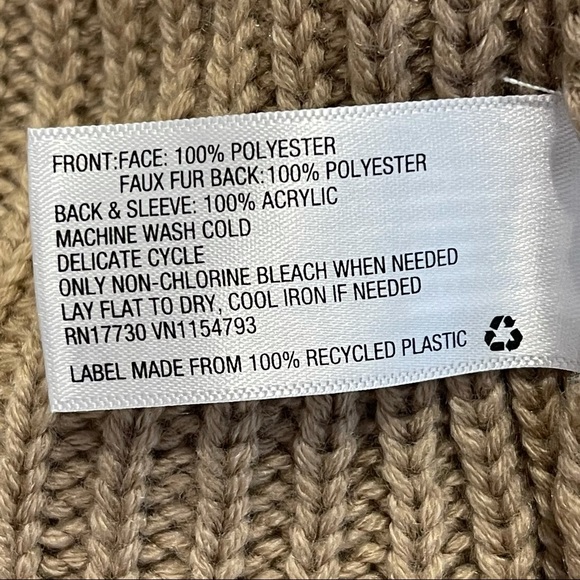 FRONT:FACE: 100% POLYESTER
FAUX FUR BACK:100% POLYESTER
BACK & SLEEVE: 100% ACRYLIC
MACHINE WASH COLD
DELICATE CYCLE
ONLY NON-CHLORINE BLEACH WHEN NEEDED
LAY FLAT TO DRY, COOL IRON IF NEEDED
RN17730 VN1154793
LABEL MADE FROM 100% RECYCLED PLASTIC